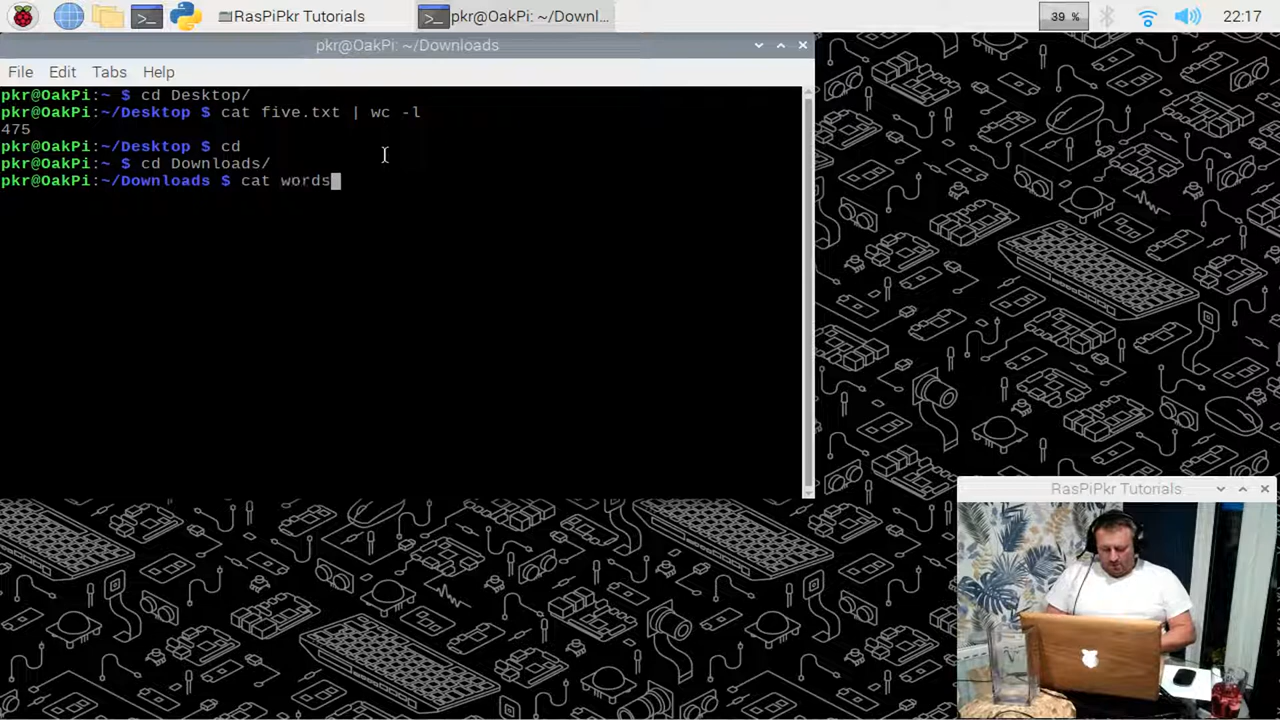 RasPiPkr Tutorials
pkr@OakPi: ~/Downl...
39 %
22:17
pkr@OakPi: ~/Downloads
File Edit Tabs Help
pkr@OakPi:~ $ cd Desktop/
pkr@OakPi:~/Desktop $ cat five.txt | wc -l
475
pkr@OakPi:~/Desktop $ cd
pkr@OakPi:~ $ cd Downloads/
pkr@OakPi:~/Downloads $ cat words
RasPiPkr Tutorials